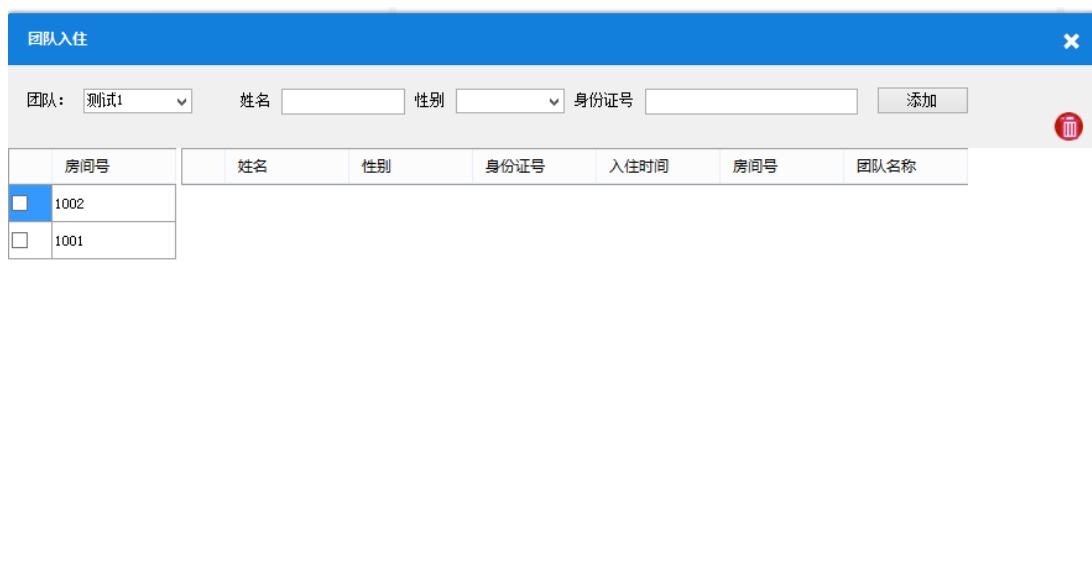 团队入住
团队： 测试1 姓名 性别 身份证号 添加
房间号 姓名 性别 身份证号 入住时间 房间号 团队名称
1002
1001